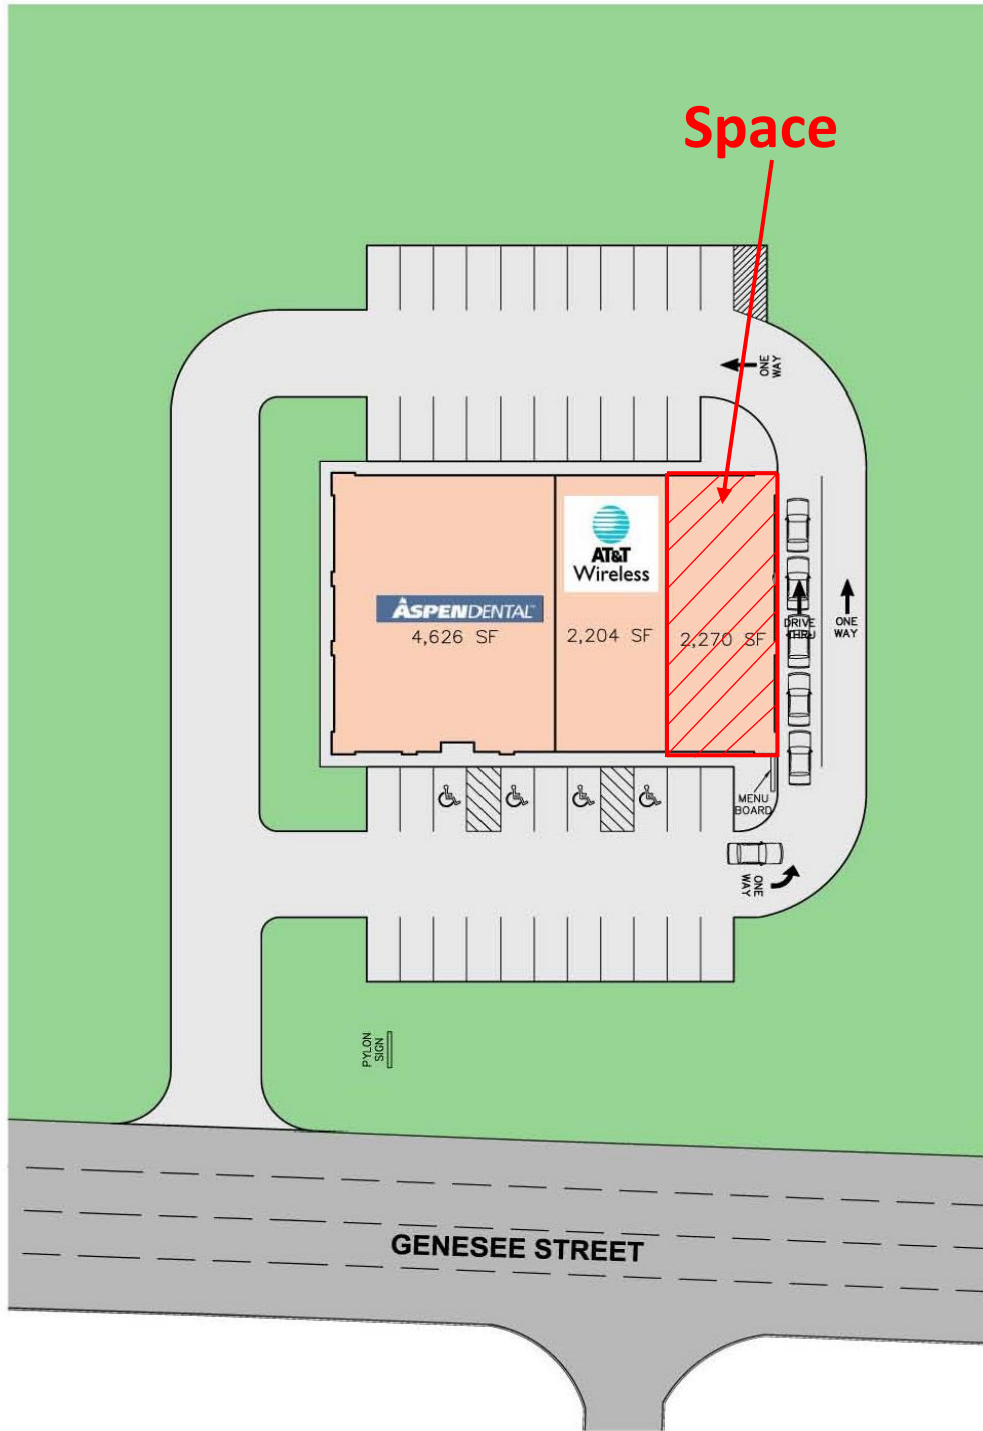 Space
ONE
WAY
AT&T
Wireless
ASPENDENTAL
4,626 SF
2,204 SF
2,270 SF
DRIVE
THRU
ONE
WAY
MENU
BOARD
ONE
WAY
PYLON
SIGN
GENESEE STREET